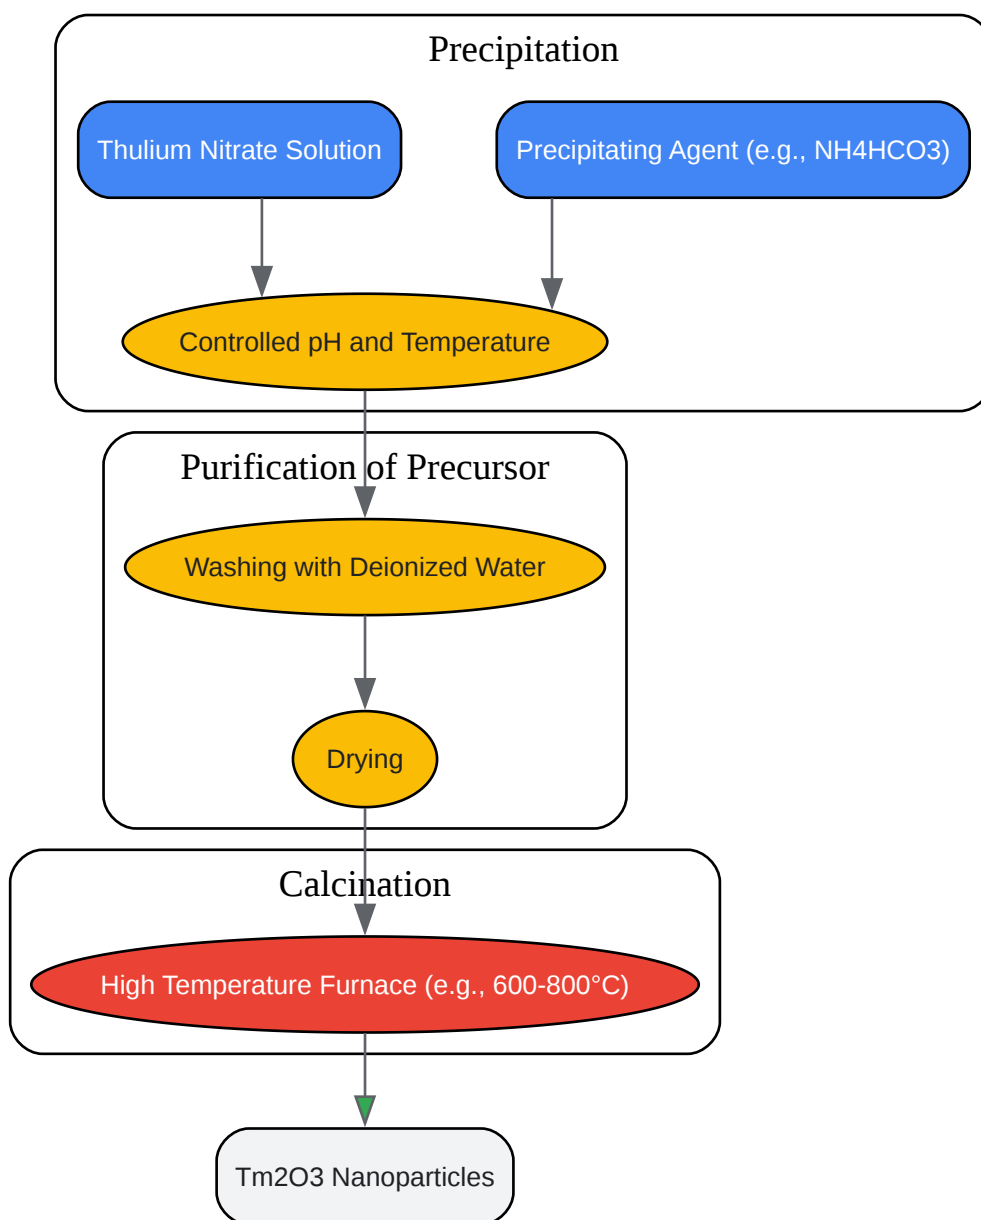 Precipitation
Thulium Nitrate Solution
Precipitating Agent (e.g., NH4HCO3)
Controlled pH and Temperature
Purification of Precursor
Washing with Deionized Water
Drying
Calcination
High Temperature Furnace (e.g., 600-800°C)
Tm2O3 Nanoparticles